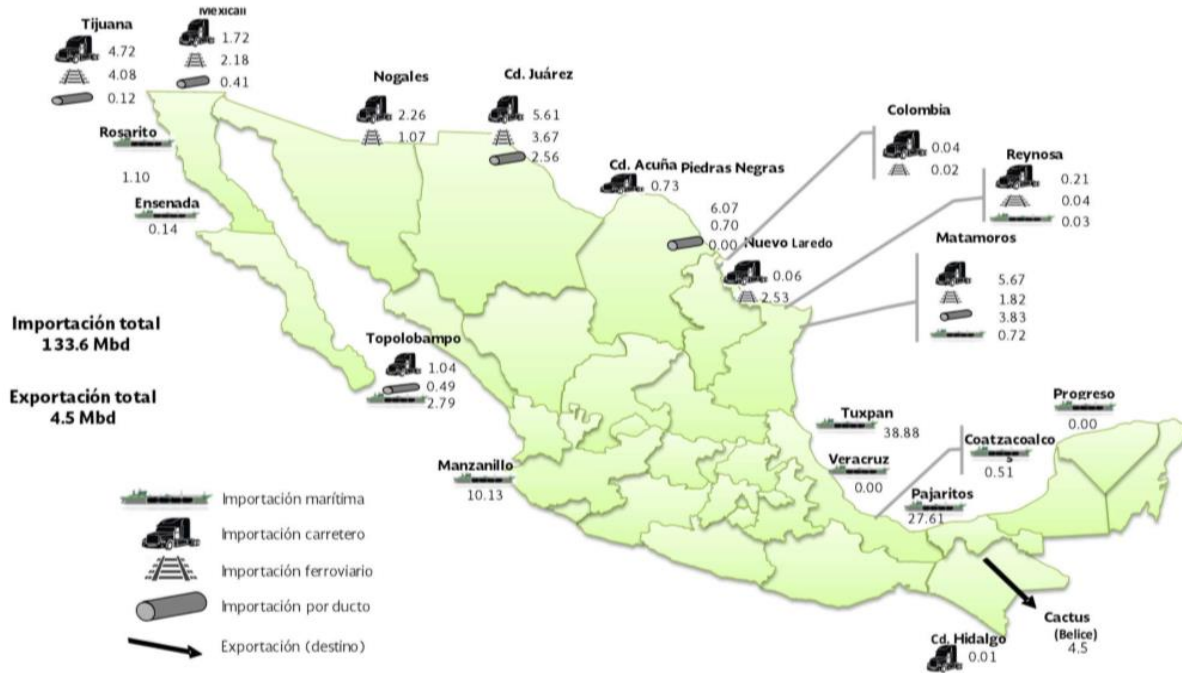 Tijuana
4.72
4.08
0.12
Mexicali
1.72
2.18
0.41
Nogales
2.26
1.07
Cd. Juárez
5.61
3.67
2.56
Rosarito
1.10
Ensenada
0.14
Cd. Acuña
0.73
Piedras Negras
6.07
0.70
0.00
Nuevo Laredo
0.06
2.53
Colombia
0.04
0.02
Reynosa
0.21
0.04
0.03
Matamoros
5.67
1.82
3.83
0.72
Importación total
133.6 Mbd
Exportación total
4.5 Mbd
Topolobampo
1.04
0.49
2.79
Manzanillo
10.13
Tuxpan
38.88
Veracruz
0.00
Progreso
0.00
Coatzacoalco
s
0.51
Pajaritos
27.61
Cactus
(Belice)
4.5
Cd. Hidalgo
0.01
Importación marítima
Importación carretero
Importación ferroviario
Importación por ducto
Exportación (destino)